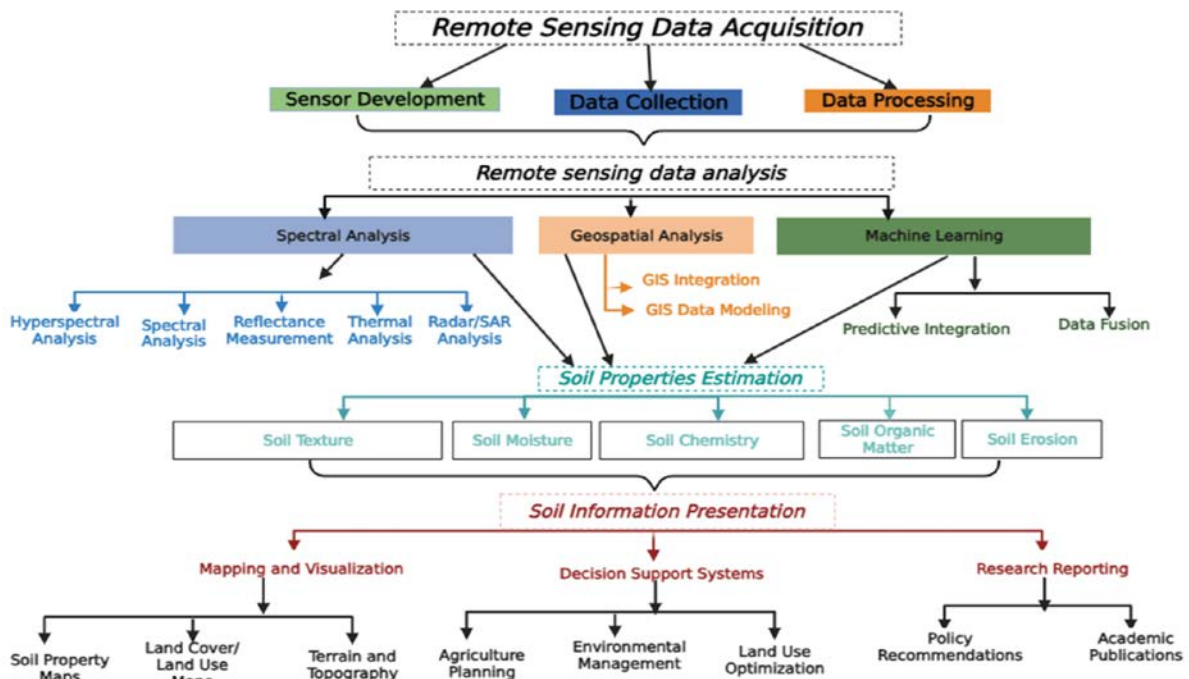 Remote Sensing Data Acquisition
Sensor Development
Data Collection
Data Processing
Remote sensing data analysis
Spectral Analysis
Geospatial Analysis
Machine Learning
GIS Integration
GIS Data Modeling
Hyperspectral
Analysis
Spectral
Analysis
Reflectance
Measurement
Thermal
Analysis
Radar/SAR
Analysis
Predictive Integration
Data Fusion
Soil Properties Estimation
Soil Texture
Soil Moisture
Soil Chemistry
Soil Organic
Matter
Soil Erosion
Soil Information Presentation
Mapping and Visualization
Decision Support Systems
Research Reporting
Soil Property
Maps
Land Cover/
Land Use
Maps
Terrain and
Topography
Agriculture
Planning
Environmental
Management
Land Use
Optimization
Policy
Recommendations
Academic
Publications